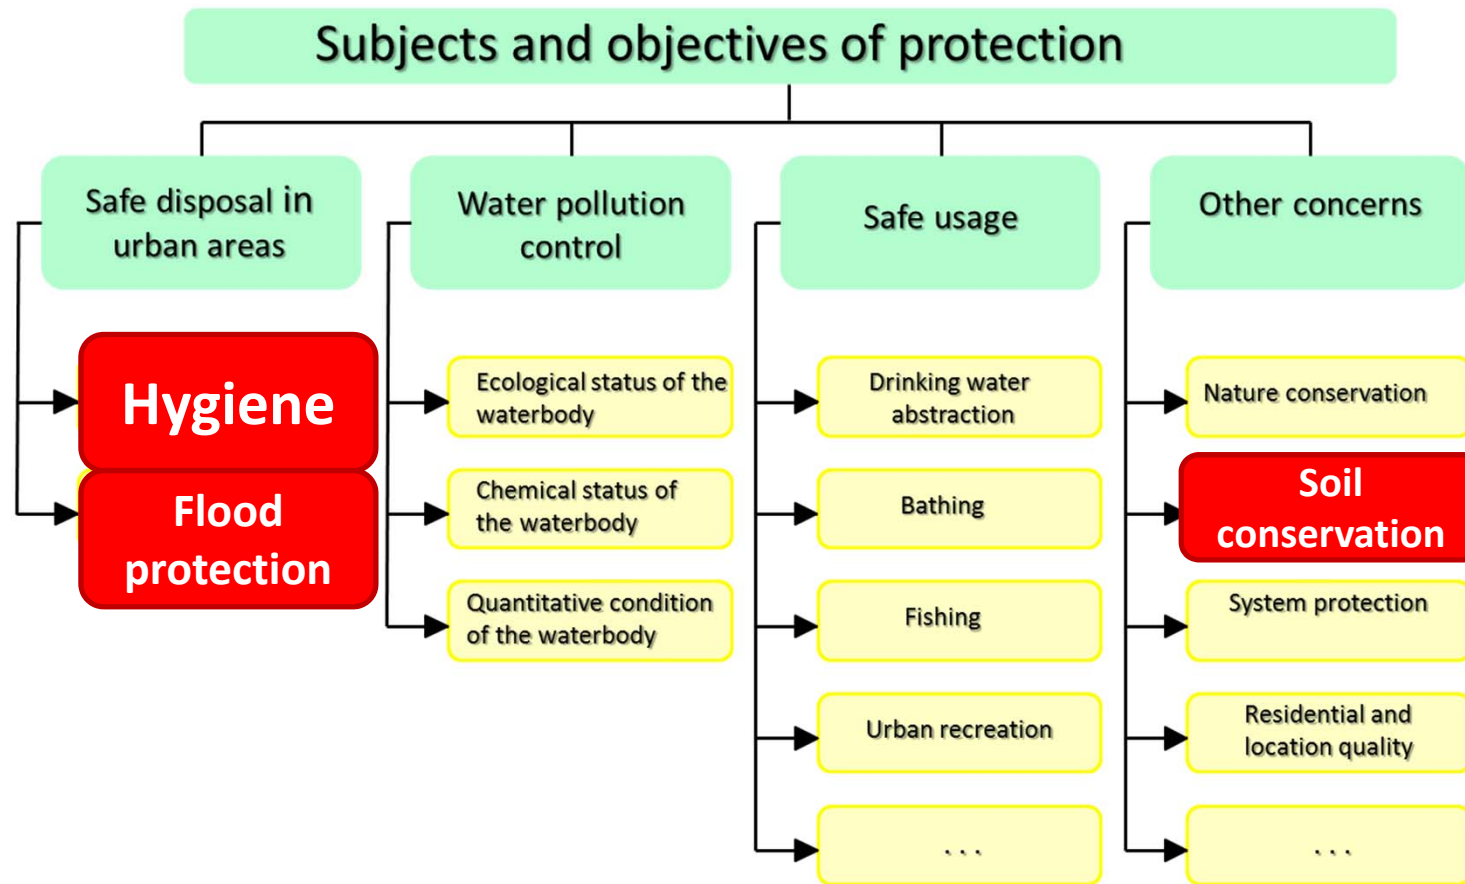 Subjects and objectives of protection
Safe disposal in
urban areas
Hygiene
Flood
protection
Water pollution
control
Ecological status of the
waterbody
Chemical status of
the waterbody
Quantitative condition
of the waterbody
Safe usage
Drinking water
abstraction
Bathing
Fishing
Urban recreation
. . .
Other concerns
Nature conservation
Soil
conservation
System protection
Residential and
location quality
. . .